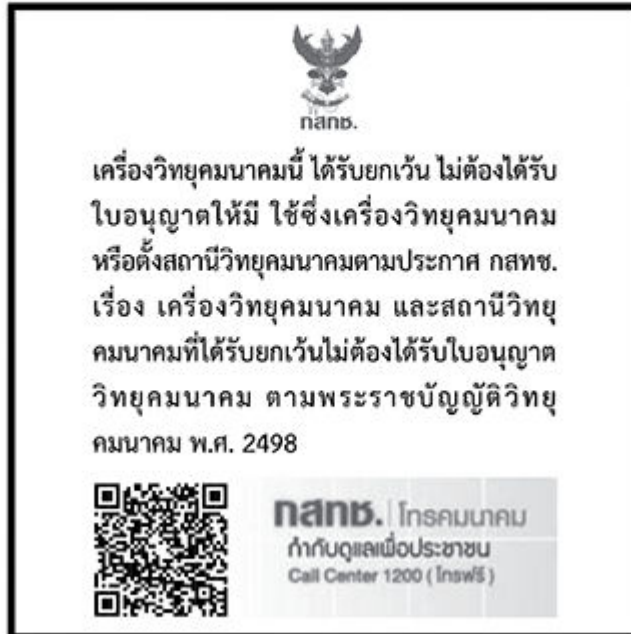 กสทช.
เครื่องวิทยุคมนาคมนี้ ได้รับยกเว้น ไม่ต้องได้รับ
ใบอนุญาตให้มี ใช้ซึ่งเครื่องวิทยุคมนาคม
หรือตั้งสถานีวิทยุคมนาคมตามประกาศ กสทช.
เรื่อง เครื่องวิทยุคมนาคม และสถานีวิทยุ
คมนาคมที่ได้รับยกเว้นไม่ต้องได้รับใบอนุญาต
วิทยุคมนาคม ตามพระราชบัญญัติวิทยุ
คมนาคม พ.ศ. 2498
กสทช. | โทรคมนาคม
กำกับดูแลเพื่อประชาชน
Call Center 1200 ( โทรฟรี )